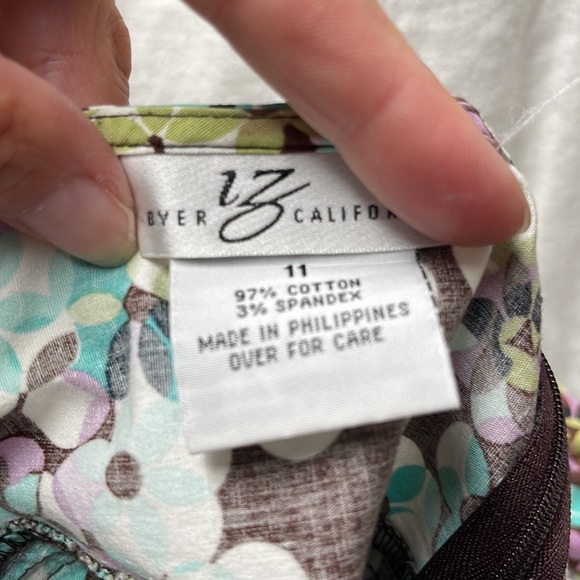 iz
BYER CALIFOR
11
97% COTTON
3% SPANDEX
MADE IN PHILIPPINES
OVER FOR CARE